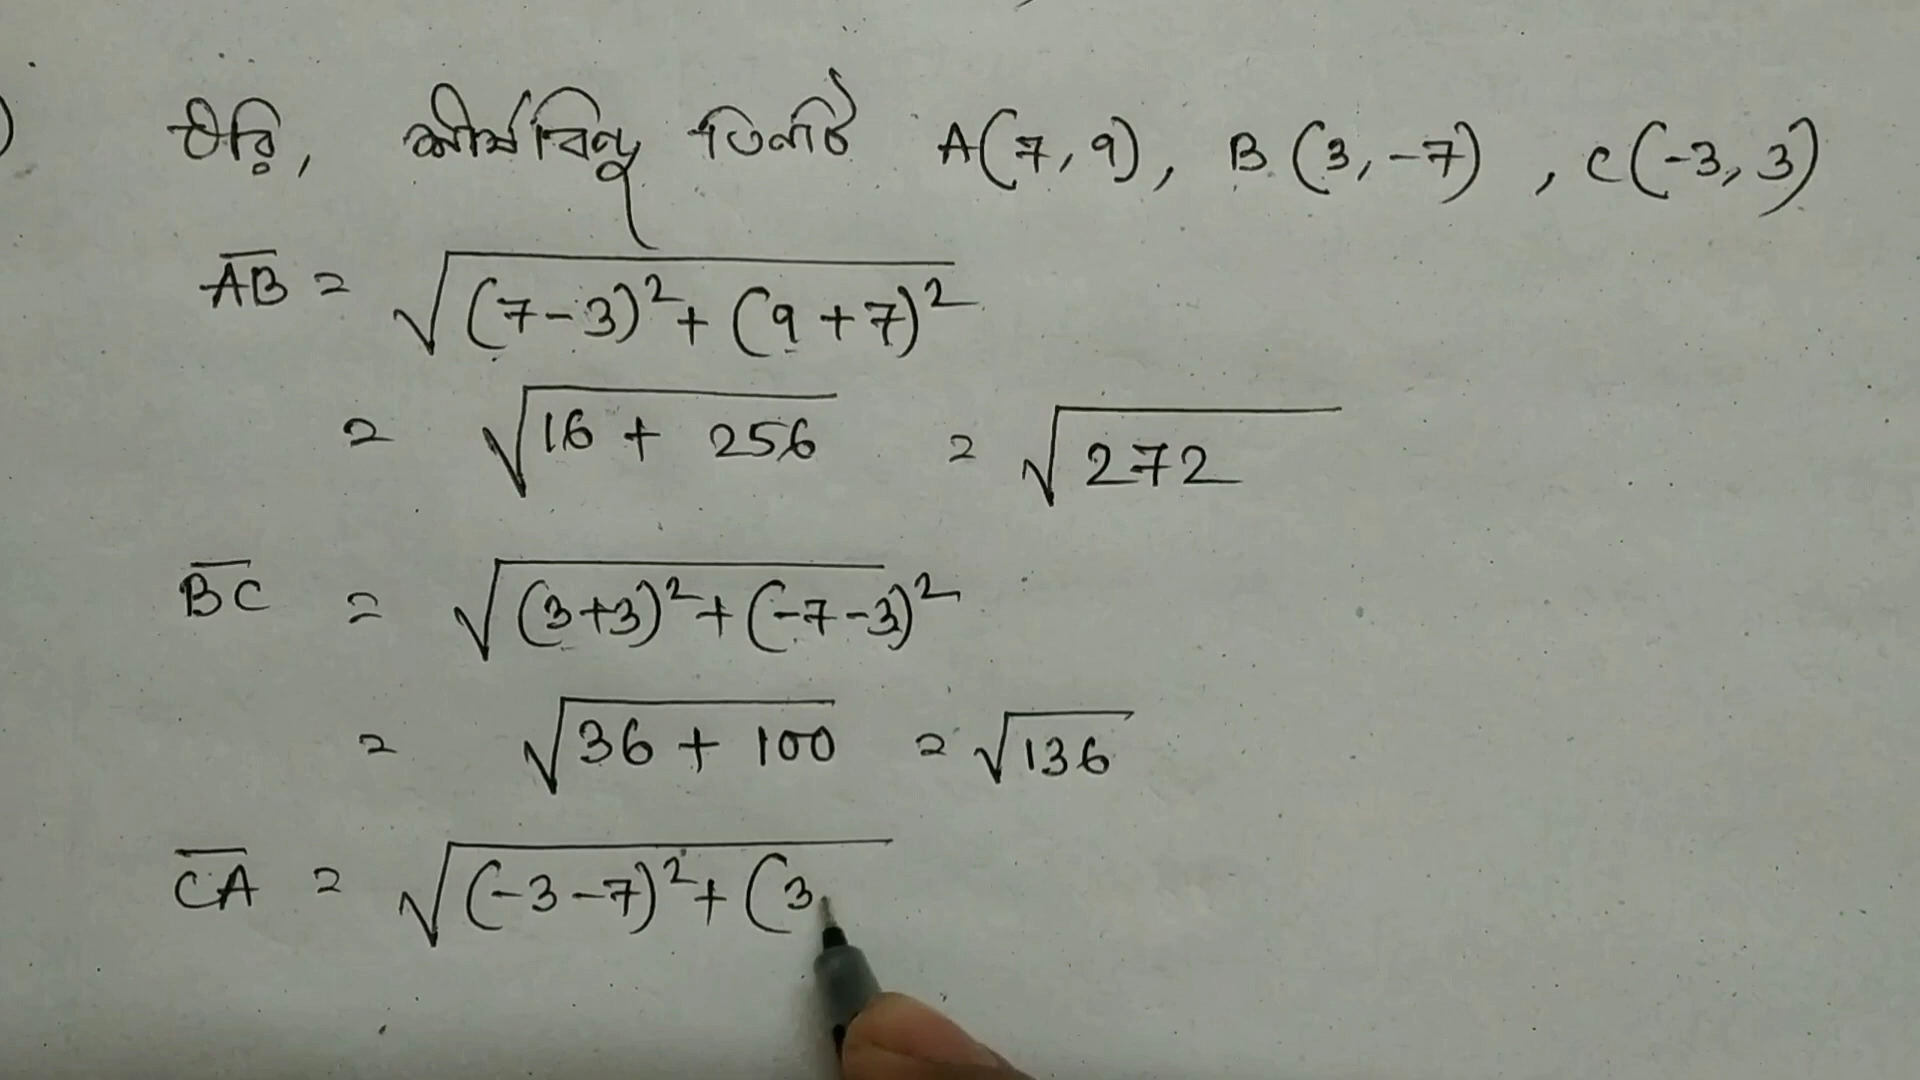 ) ধরি, শীর্ষবিন্দু তিনটি A(7, 9), B (3, -7) , C(-3, 3)
AB̅ = √(7-3)² + (9+7)²
= √16 + 256 = √272
BC̅ = √(3+3)² + (-7-3)²
= √36 + 100 = √136
CA̅ = √(-3-7)² + (3